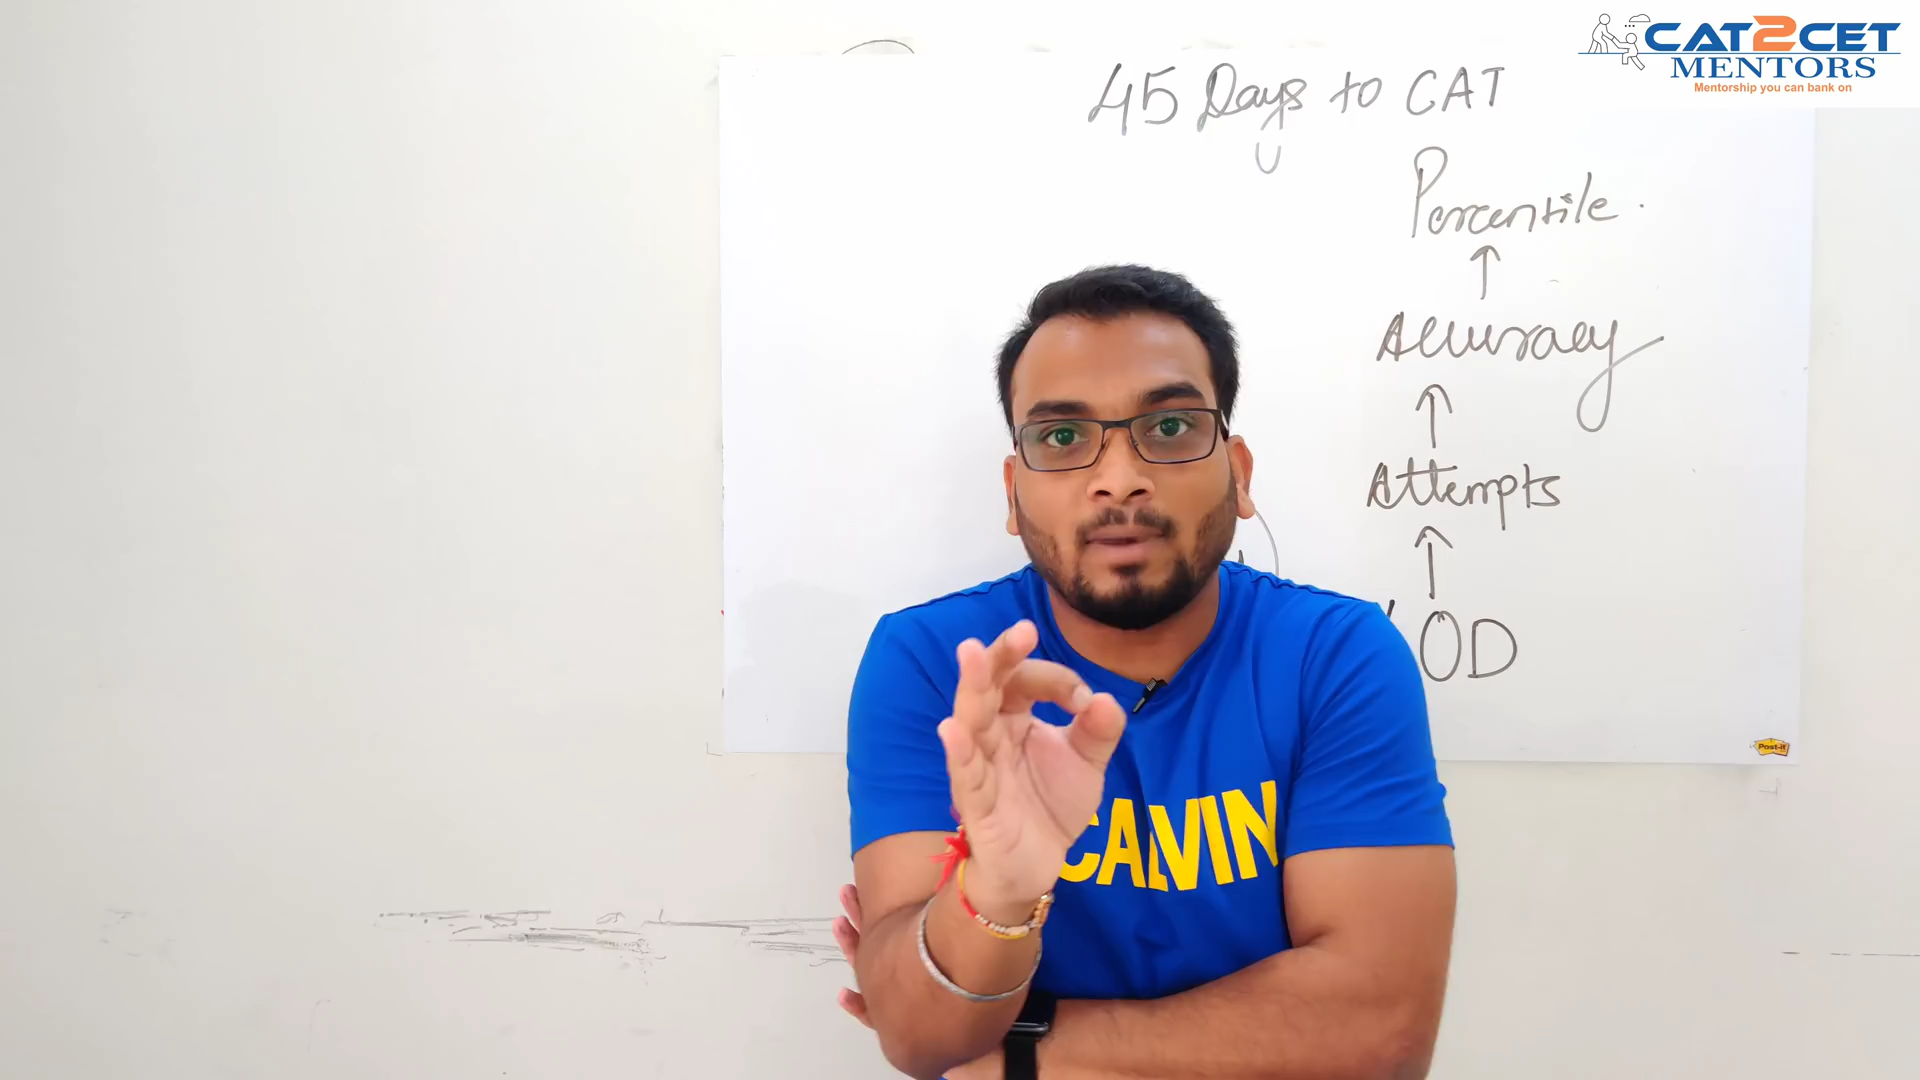 CAT2CET
MENTORS
Mentorship you can bank on
45 Days to CAT
Percentile.
↑
Accuracy
↑
Attempts
↑
OD
Post-it
CALVIN